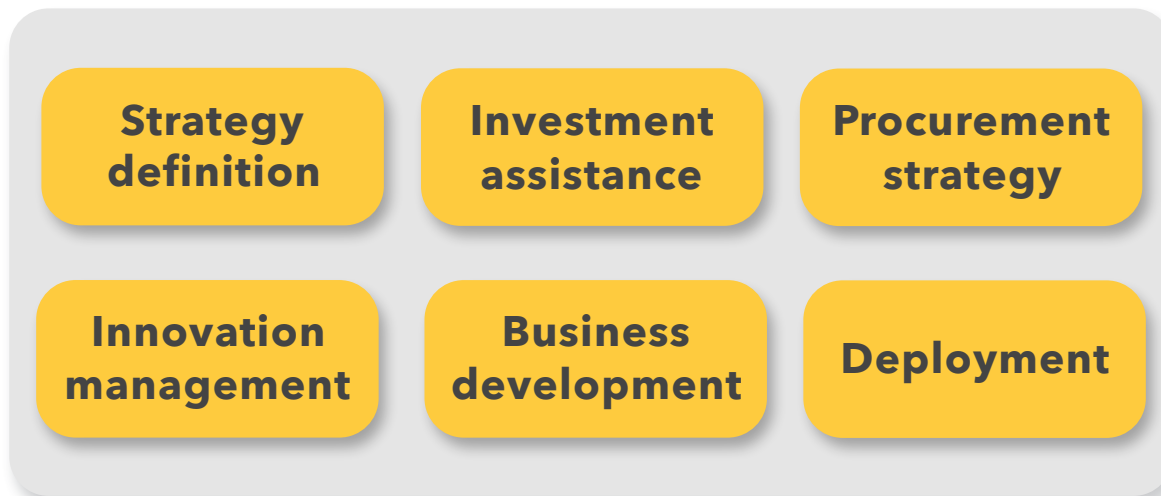 Strategy
definition
Investment
assistance
Procurement
strategy
Innovation
management
Business
development
Deployment